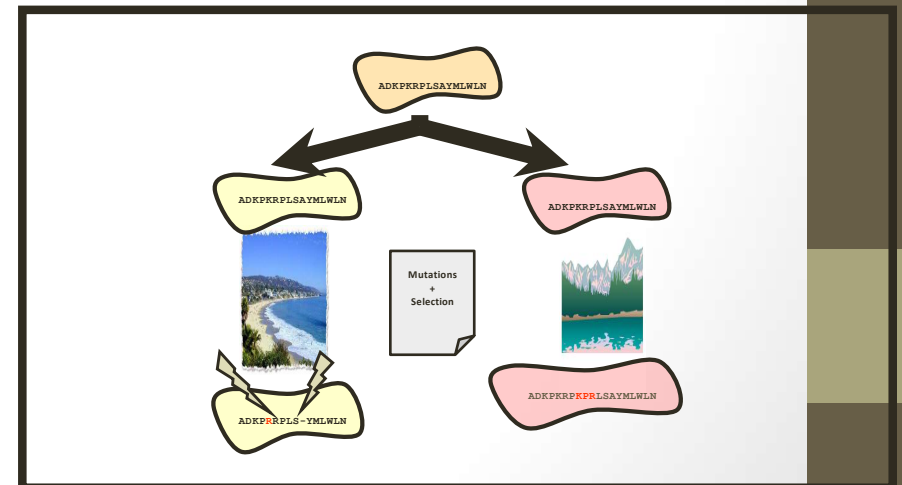 ADKPKRPLSAYMLWLN
ADKPKRPLSAYMLWLN
ADKPKRPLSAYMLWLN
Mutations
+
Selection
ADKPRRPLS-YMLWLN
ADKPKRPKPRLSAYMLWLN